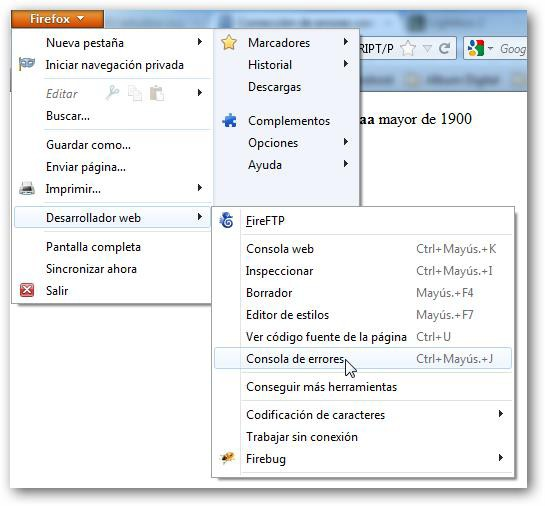 Firefox
Nueva pestaña
Iniciar navegación privada
Editar
Buscar...
Guardar como...
Enviar página...
Imprimir...
Desarrollador web
Pantalla completa
Sincronizar ahora
Salir
Marcadores
Historial
Descargas
Complementos
Opciones
Ayuda
RIPT/P
Goog
aa mayor de 1900
FireFTP
Consola web Ctrl+Mayús.+K
Inspeccionar Ctrl+Mayús.+I
Borrador Mayús.+F4
Editor de estilos Mayús.+F7
Ver código fuente de la página Ctrl+U
Consola de errores Ctrl+Mayús.+J
Conseguir más herramientas
Codificación de caracteres
Trabajar sin conexión
Firebug